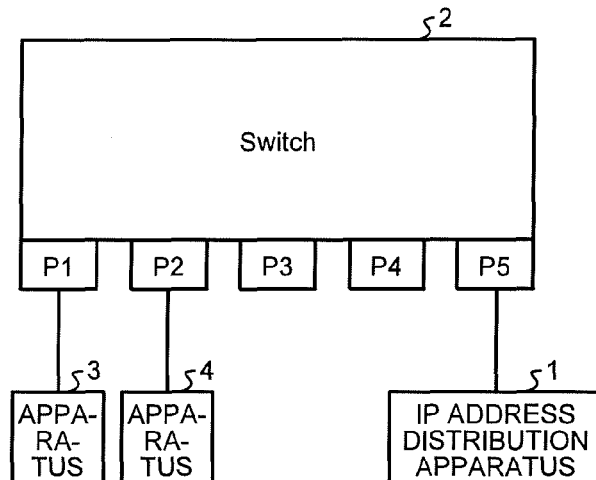 2
Switch
P1 P2 P3 P4 P5
3 4 1
APPA-
RA-
TUS
APPA-
RA-
TUS
IP ADDRESS
DISTRIBUTION
APPARATUS